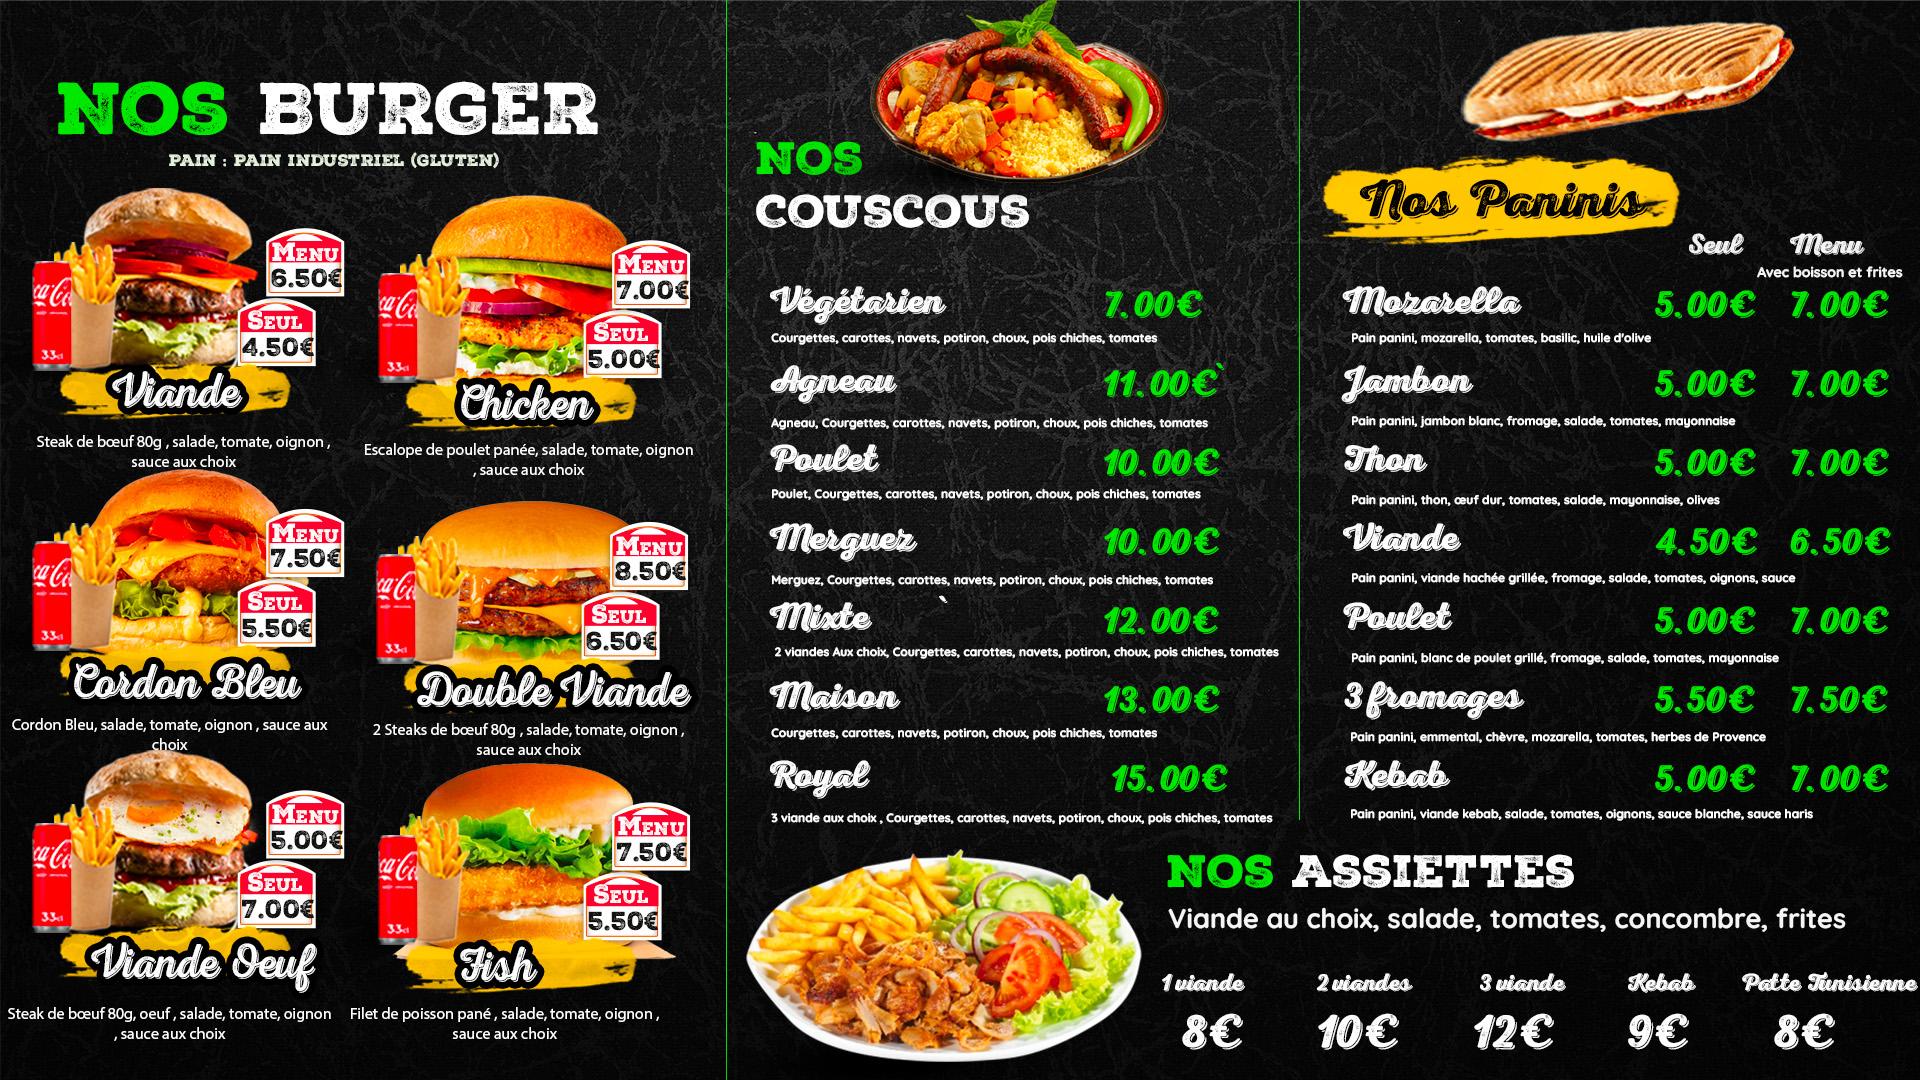 NOS BURGER
PAIN : PAIN INDUSTRIEL (GLUTEN)
MENU
6.50€
SEUL
4.50€
33cl
Viande
Steak de bœuf 80g , salade, tomate, oignon ,
sauce aux choix
MENU
7.00€
SEUL
5.00€
33cl
Chicken
Escalope de poulet panée, salade, tomate, oignon
, sauce aux choix
MENU
7.50€
SEUL
5.50€
33cl
Cordon Bleu
Cordon Bleu, salade, tomate, oignon , sauce aux
choix
MENU
8.50€
SEUL
6.50€
33cl
Double Viande
2 Steaks de bœuf 80g , salade, tomate, oignon ,
sauce aux choix
MENU
5.00€
SEUL
7.00€
33cl
Viande Oeuf
Steak de bœuf 80g, oeuf , salade, tomate, oignon
, sauce aux choix
MENU
7.50€
SEUL
5.50€
33cl
Fish
Filet de poisson pané , salade, tomate, oignon ,
sauce aux choix
NOS
COUSCOUS
Végétarien 7.00€
Courgettes, carottes, navets, potiron, choux, pois chiches, tomates
Agneau 11.00€`
Agneau, Courgettes, carottes, navets, potiron, choux, pois chiches, tomates
Poulet 10.00€
Poulet, Courgettes, carottes, navets, potiron, choux, pois chiches, tomates
Merguez 10.00€
Merguez, Courgettes, carottes, navets, potiron, choux, pois chiches, tomates
`
Mixte 12.00€
2 viandes Aux choix, Courgettes, carottes, navets, potiron, choux, pois chiches, tomates
Maison 13.00€
Courgettes, carottes, navets, potiron, choux, pois chiches, tomates
Royal 15.00€
3 viande aux choix , Courgettes, carottes, navets, potiron, choux, pois chiches, tomates
Nos Paninis
Seul Menu
Avec boisson et frites
Mozarella 5.00€ 7.00€
Pain panini, mozarella, tomates, basilic, huile d'olive
Jambon 5.00€ 7.00€
Pain panini, jambon blanc, fromage, salade, tomates, mayonnaise
Thon 5.00€ 7.00€
Pain panini, thon, œuf dur, tomates, salade, mayonnaise, olives
Viande 4.50€ 6.50€
Pain panini, viande hachée grillée, fromage, salade, tomates, oignons, sauce
Poulet 5.00€ 7.00€
Pain panini, blanc de poulet grillé, fromage, salade, tomates, mayonnaise
3 fromages 5.50€ 7.50€
Pain panini, emmental, chèvre, mozarella, tomates, herbes de Provence
Kebab 5.00€ 7.00€
Pain panini, viande kebab, salade, tomates, oignons, sauce blanche, sauce haris
NOS ASSIETTES
Viande au choix, salade, tomates, concombre, frites
1 viande 2 viandes 3 viande Kebab Patte Tunisienne
8€ 10€ 12€ 9€ 8€